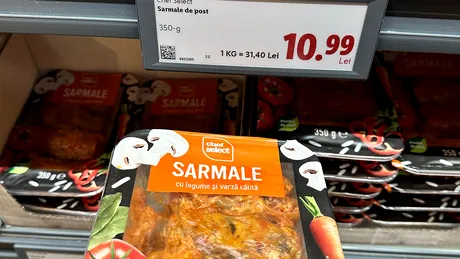 Chef Select
Sarmale de post
350-g
1 KG = 31,40 Lei
10.99
Lei
SARMALE
SARMALE
350 g e
350 g e
chef
select
SARMALE
cu legume și varză călită